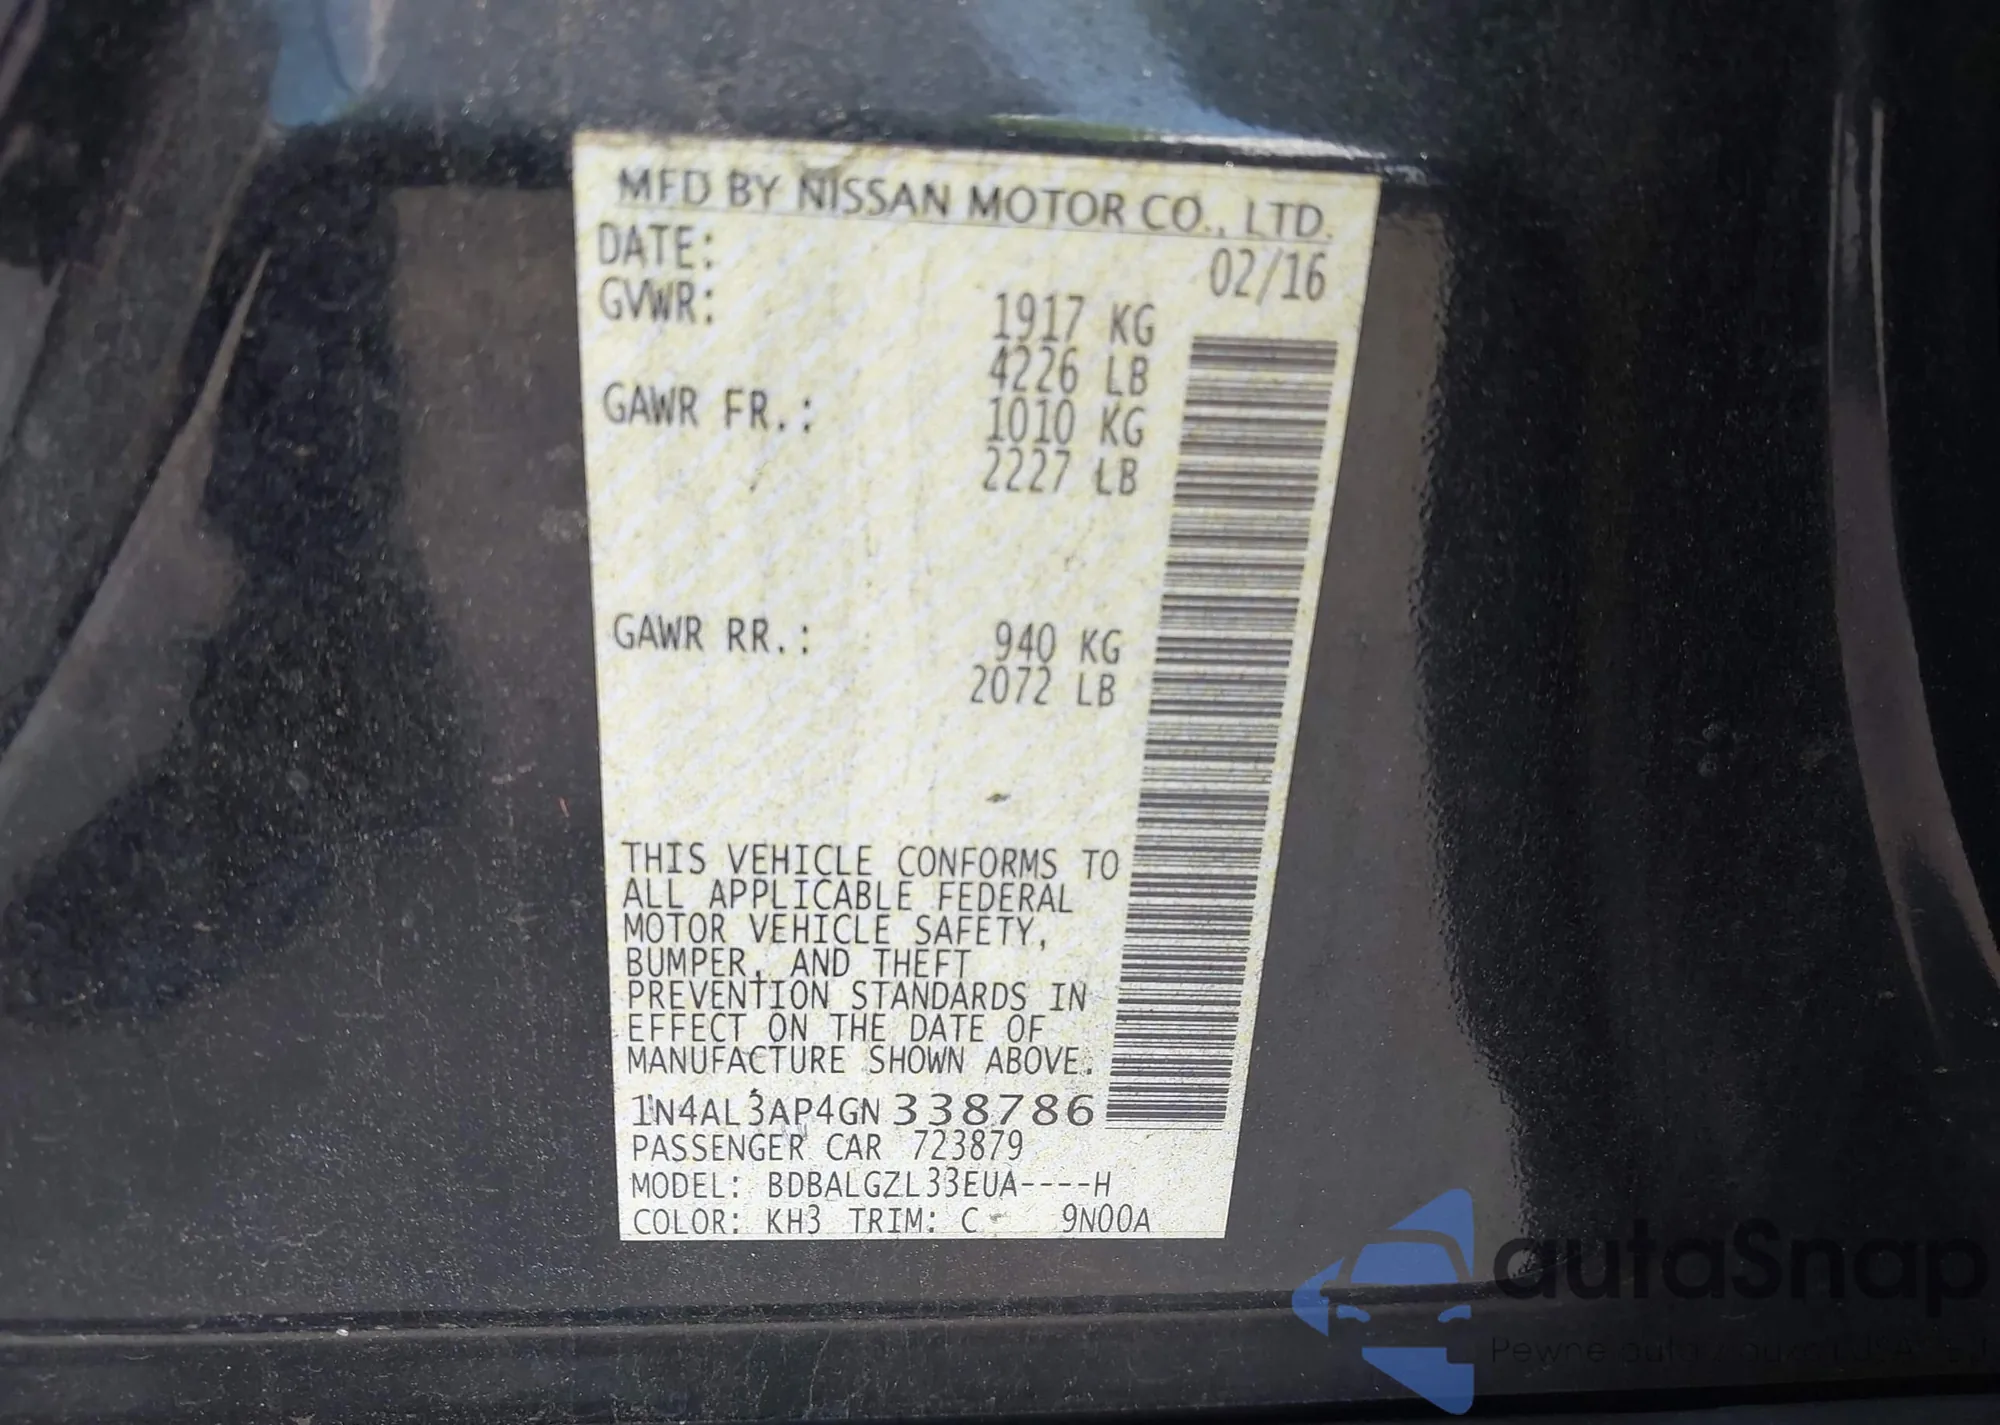 MFD BY NISSAN MOTOR CO., LTD.
DATE: 02/16
GVWR: 1917 KG
4226 LB
GAWR FR.: 1010 KG
2227 LB
GAWR RR.: 940 KG
2072 LB
THIS VEHICLE CONFORMS TO
ALL APPLICABLE FEDERAL
MOTOR VEHICLE SAFETY,
BUMPER, AND THEFT
PREVENTION STANDARDS IN
EFFECT ON THE DATE OF
MANUFACTURE SHOWN ABOVE.
1N4AL3AP4GN338786
PASSENGER CAR 723879
MODEL: BDBALGZL33EUA----H
COLOR: KH3 TRIM: C 9N00A
autaSnap
Pewne auto z